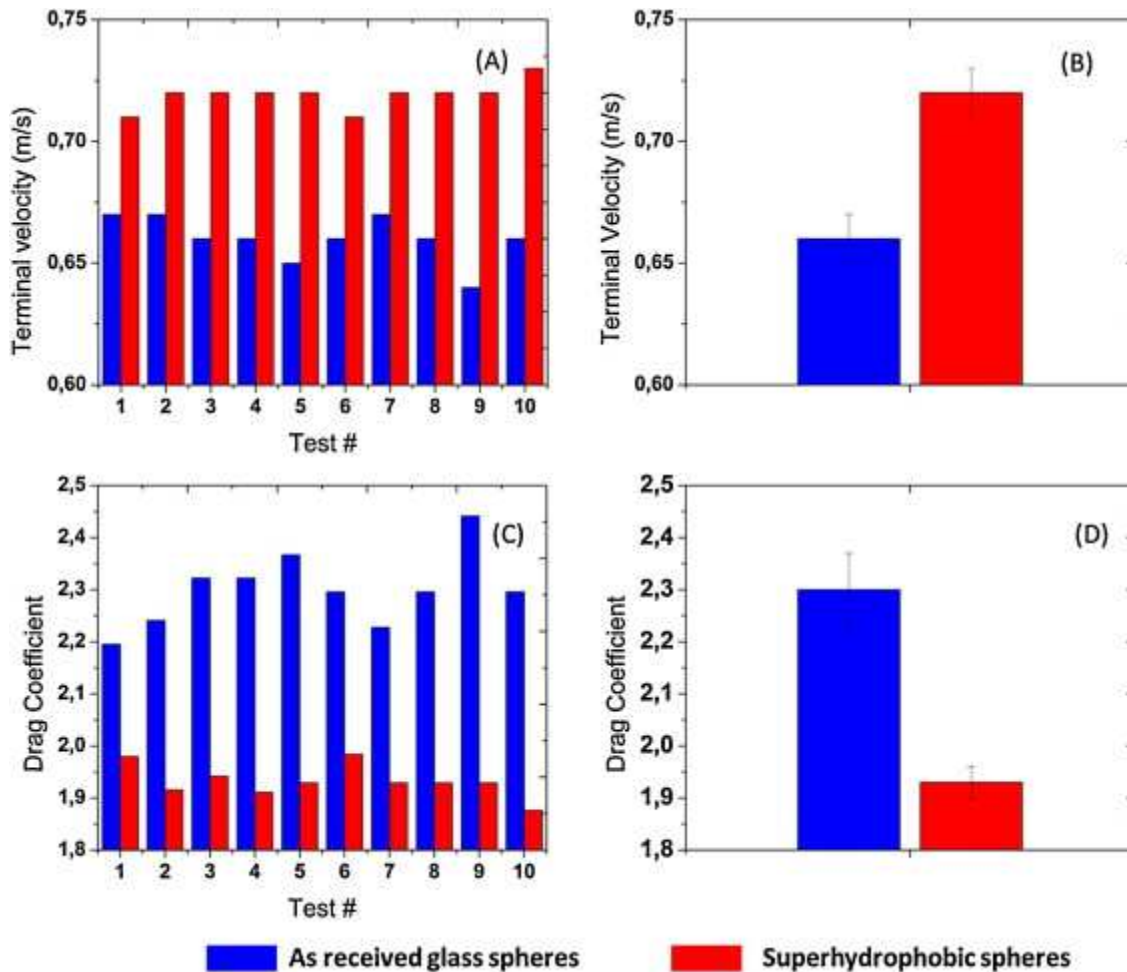 0,75
0,70
0,65
0,60
Terminal velocity (m/s)
(A)
1 2 3 4 5 6 7 8 9 10
Test #
0,75
0,70
0,65
0,60
Terminal Velocity (m/s)
(B)
2,5
2,4
2,3
2,2
2,1
2,0
1,9
1,8
Drag Coefficient
(C)
1 2 3 4 5 6 7 8 9 10
Test #
2,5
2,4
2,3
2,2
2,1
2,0
1,9
1,8
Drag Coefficient
(D)
As received glass spheres
Superhydrophobic spheres